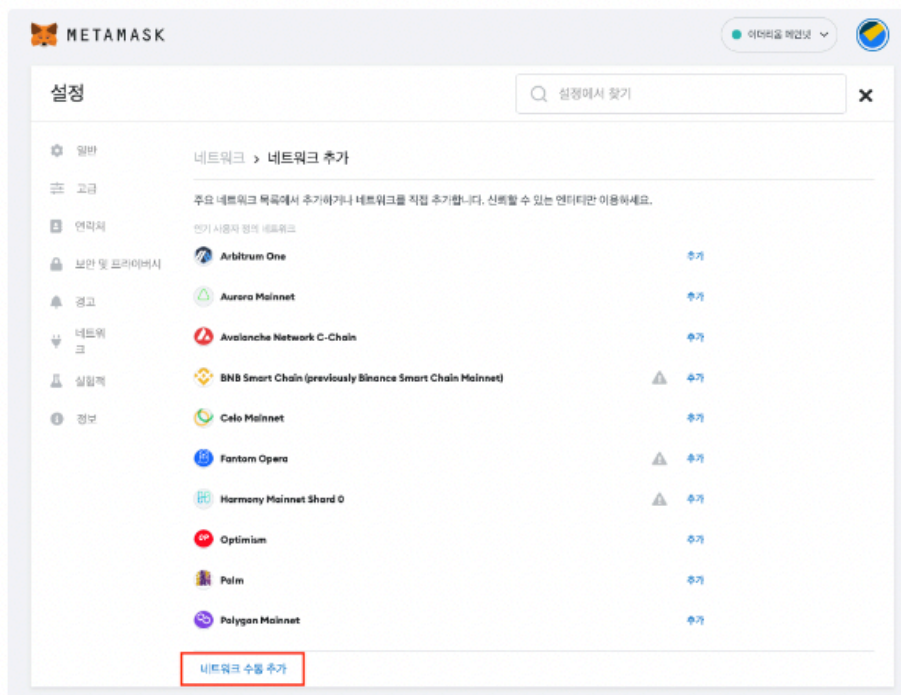 METAMASK
이더리움 메인넷
설정
설정에서 찾기
일반
고급
연락처
보안 및 프라이버시
경고
네트워
크
실험적
정보
네트워크 > 네트워크 추가
주요 네트워크 목록에서 추가하거나 네트워크를 직접 추가합니다. 신뢰할 수 있는 엔터티만 이용하세요.
인기 사용자 정의 네트워크
Arbitrum One 추가
Aurora Mainnet 추가
Avalanche Network C-Chain 추가
BNB Smart Chain (previously Binance Smart Chain Mainnet) 추가
Celo Mainnet 추가
Fantom Opera 추가
Harmony Mainnet Shard 0 추가
OP Optimism 추가
Palm 추가
Polygon Mainnet 추가
네트워크 수동 추가